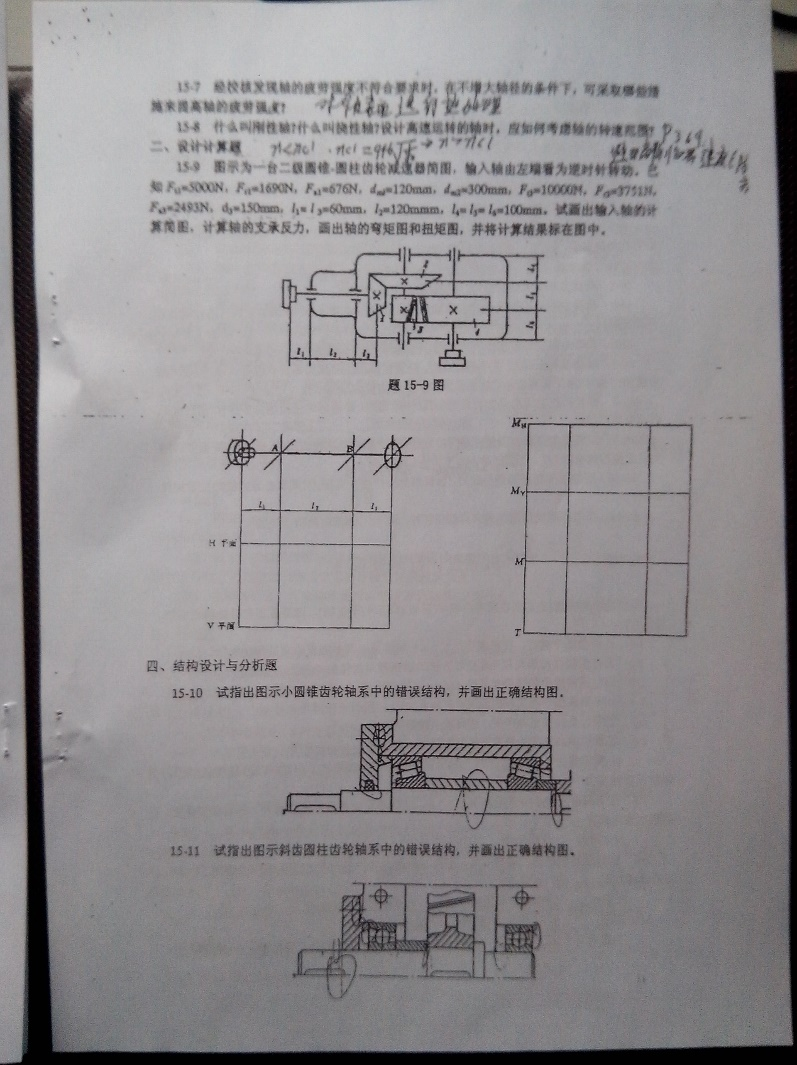 15-7 经校核发现轴的疲劳强度不符合要求时，在不增大轴径的条件下，可采取哪些措
施来提高轴的疲劳强度？
15-8 什么叫刚性轴？什么叫挠性轴？设计高速运转的轴时，应如何考虑轴的转速范围？ P369
二、设计计算题
15-9 图示为一台二级圆锥-圆柱齿轮减速器简图，输入轴由左端看为逆时针转动。已
知 Ft1=5000N，Fr1=1690N，Fa1=676N，dm1=120mm，dm2=300mm，Ft3=10000N，Fr3=3751N，
Fa3=2493N，d3=150mm，l1= l3=60mm，l2=120mmm，l4= l5= l6=100mm。试画出输入轴的计
算简图，计算轴的支承反力，画出轴的弯矩图和扭矩图，并将计算结果标在图中。
1
2
3
4
l1 l2 l3
题 15-9 图
A B
l1 l2 l3
H 平面
V 平面
MH
MV
M
T
四、结构设计与分析题
15-10 试指出图示小圆锥齿轮轴系中的错误结构，并画出正确结构图。
15-11 试指出图示斜齿圆柱齿轮轴系中的错误结构，并画出正确结构图。